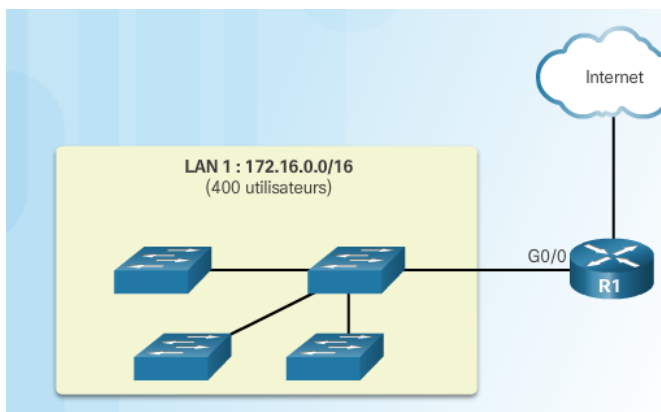 Internet
LAN 1 : 172.16.0.0/16
(400 utilisateurs)
G0/0
R1